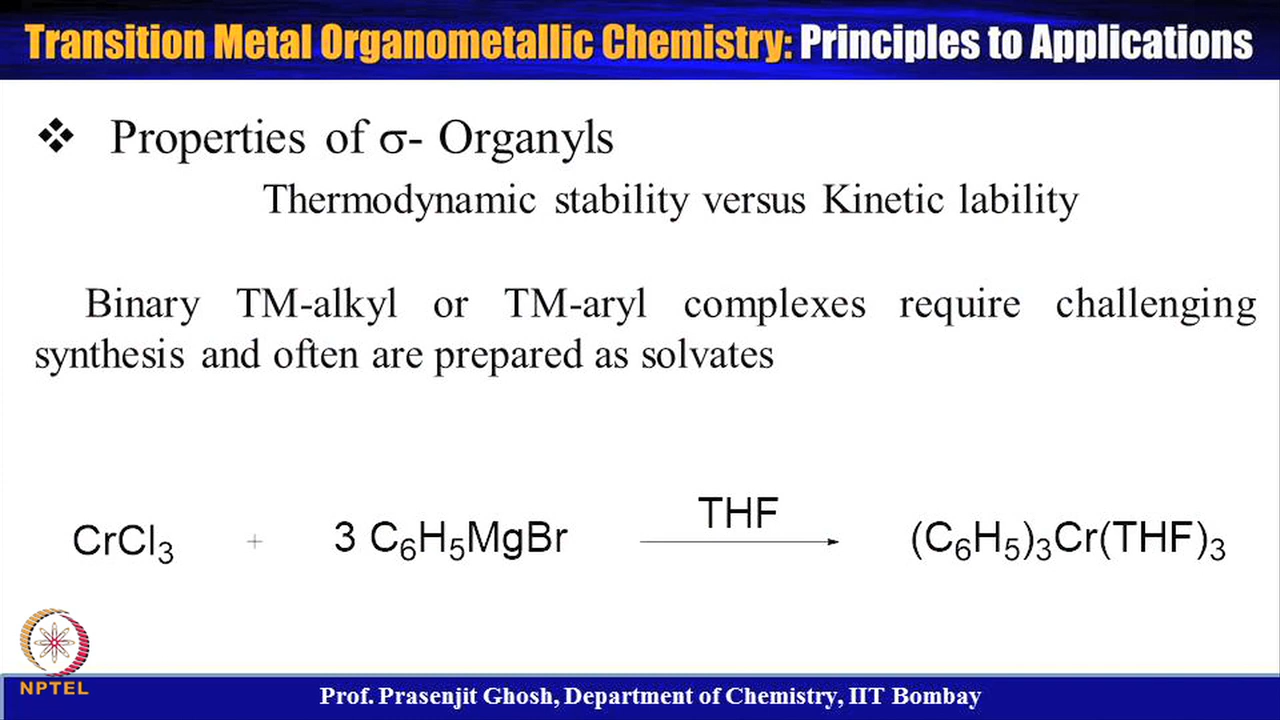 Transition Metal Organometallic Chemistry: Principles to Applications
❖ Properties of σ- Organyls
Thermodynamic stability versus Kinetic lability
Binary TM-alkyl or TM-aryl complexes require challenging
synthesis and often are prepared as solvates
THF
CrCl₃ + 3 C₆H₅MgBr ⟶ (C₆H₅)₃Cr(THF)₃
NPTEL
Prof. Prasenjit Ghosh, Department of Chemistry, IIT Bombay